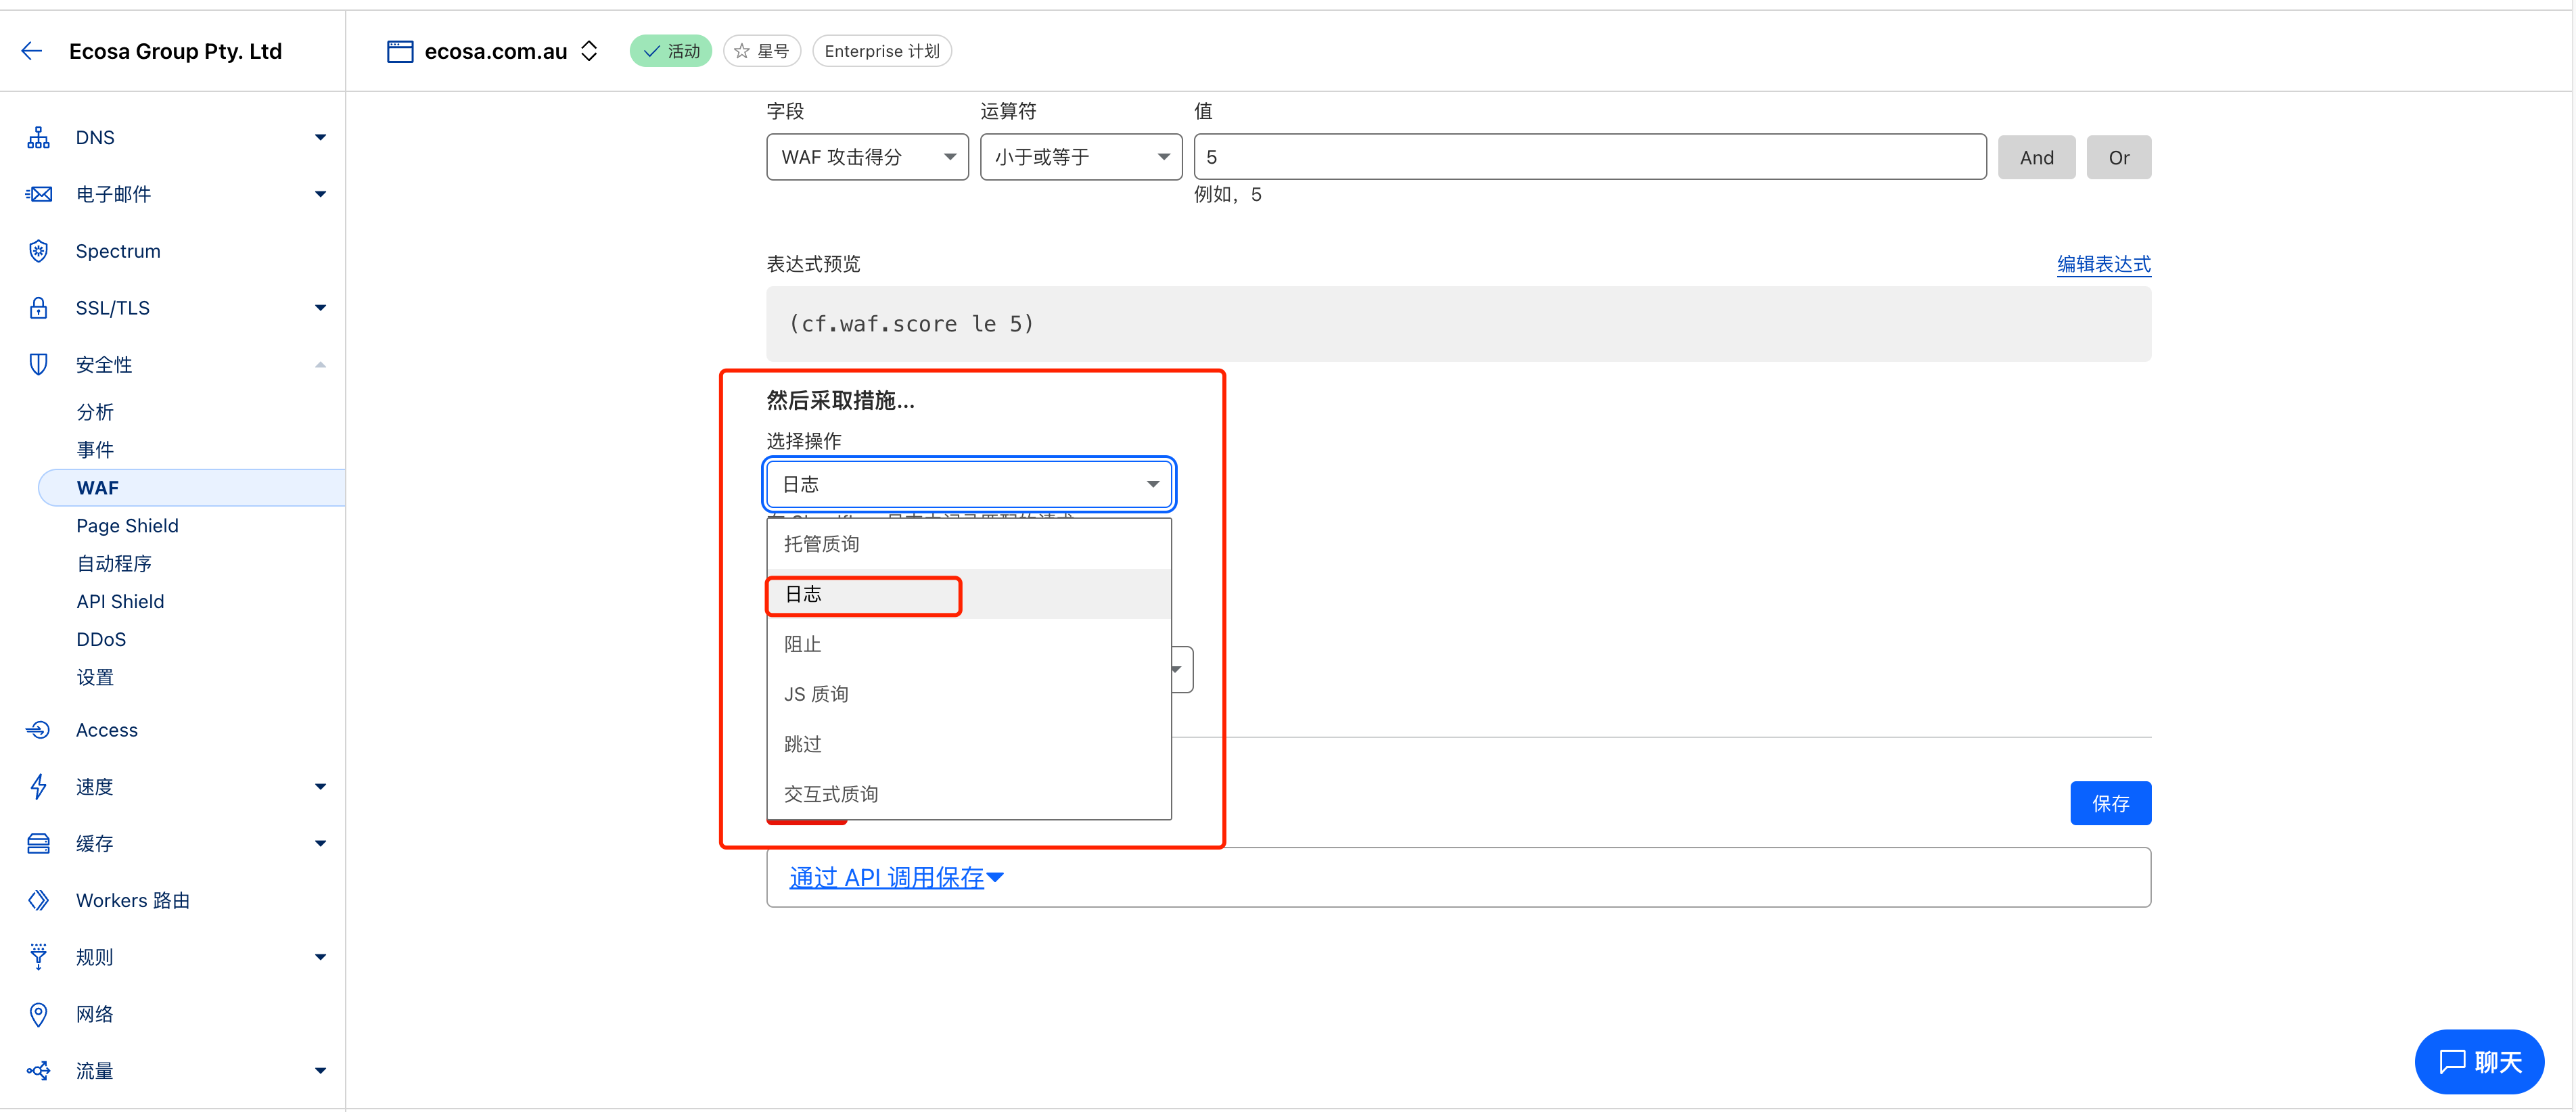 Ecosa Group Pty. Ltd
ecosa.com.au
活动
星号
Enterprise 计划
DNS
电子邮件
Spectrum
SSL/TLS
安全性
分析
事件
WAF
Page Shield
自动程序
API Shield
DDoS
设置
Access
速度
缓存
Workers 路由
规则
网络
流量
字段
运算符
值
WAF 攻击得分
小于或等于
5
And
Or
例如，5
表达式预览
编辑表达式
(cf.waf.score le 5)
然后采取措施...
选择操作
日志
托管质询
日志
阻止
JS 质询
跳过
交互式质询
保存
通过 API 调用保存
聊天